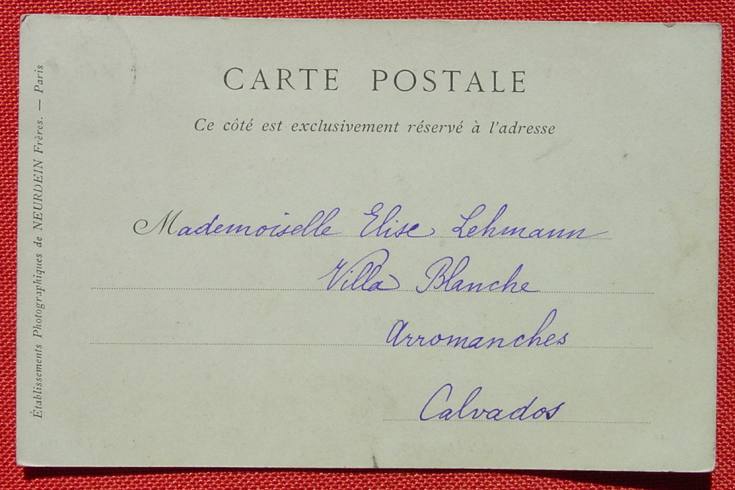 CARTE POSTALE
Ce côté est exclusivement réservé à l'adresse
Mademoiselle Elise Lehmann
Villa Blanche
Arromanches
Calvados
Établissements Photographiques de NEURDEIN Frères. — Paris